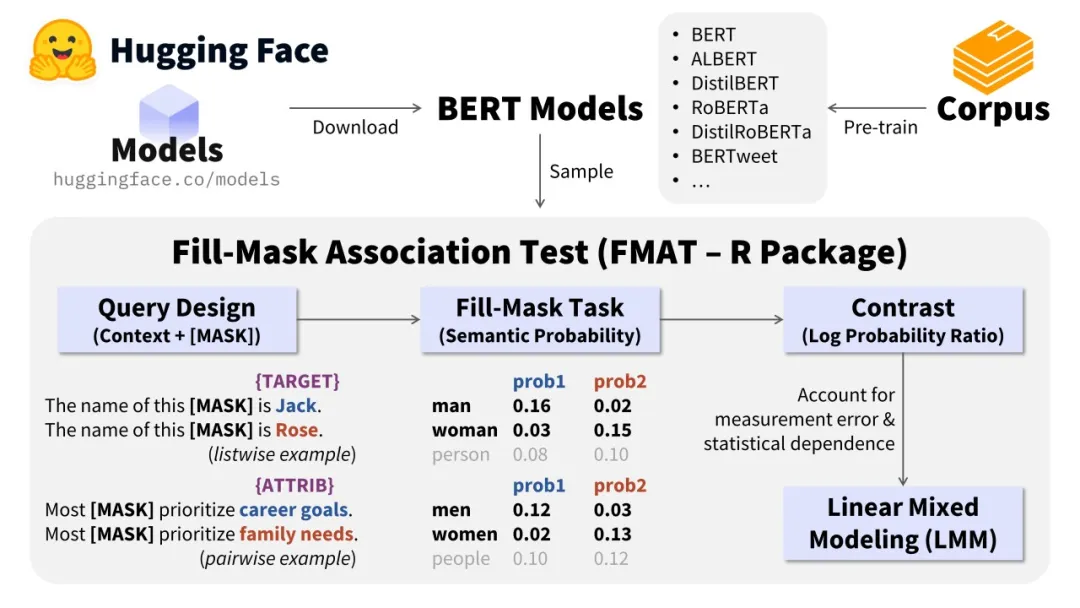 Hugging Face
Models
huggingface.co/models
Download
BERT Models
Sample
• BERT
• ALBERT
• DistilBERT
• RoBERTa
• DistilRoBERTa
• BERTweet
• …
Pre-train
Corpus
Fill-Mask Association Test (FMAT – R Package)
Query Design
(Context + [MASK])
Fill-Mask Task
(Semantic Probability)
Contrast
(Log Probability Ratio)
{TARGET}
The name of this [MASK] is Jack.
The name of this [MASK] is Rose.
(listwise example)
prob1 prob2
man 0.16 0.02
woman 0.03 0.15
person 0.08 0.10
{ATTRIB}
Most [MASK] prioritize career goals.
Most [MASK] prioritize family needs.
(pairwise example)
prob1 prob2
men 0.12 0.03
women 0.02 0.13
people 0.10 0.12
Account for
measurement error &
statistical dependence
Linear Mixed
Modeling (LMM)